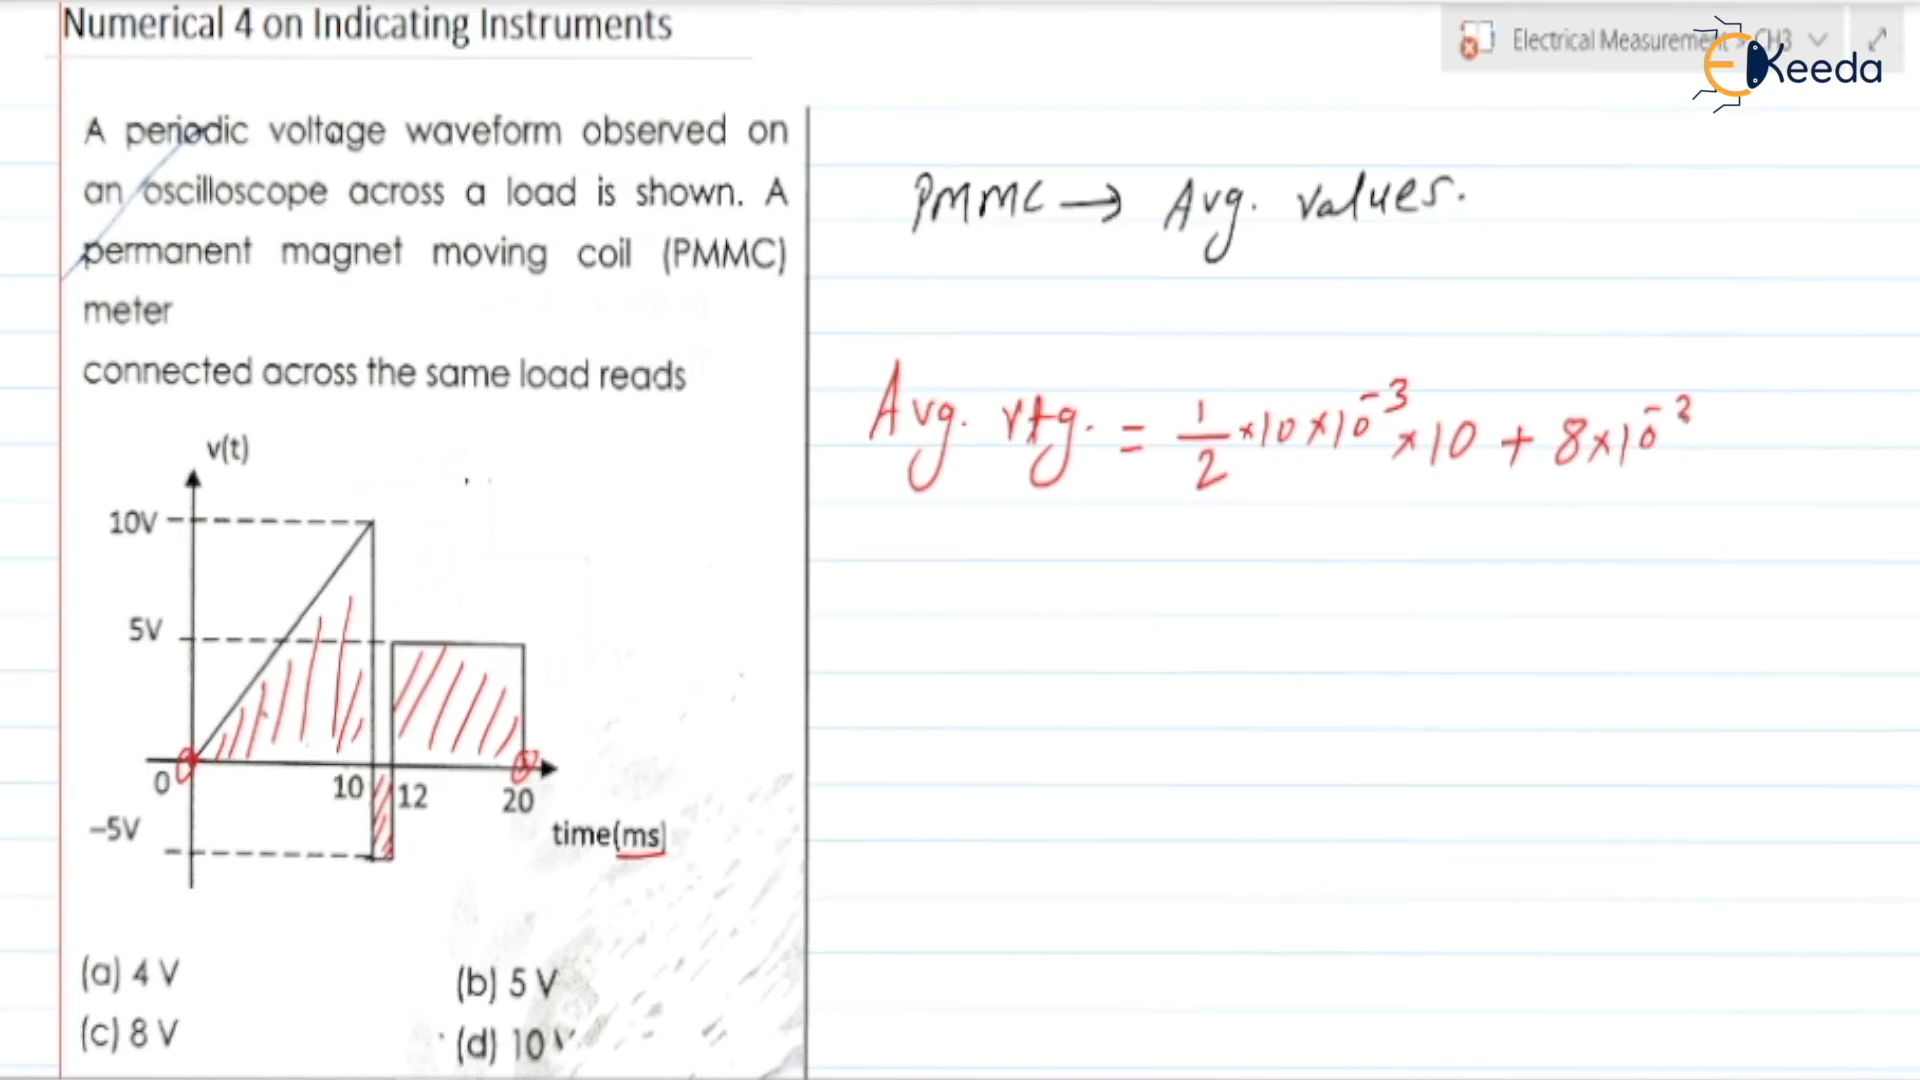 Numerical 4 on Indicating Instruments
Electrical Measurement > CH3
EKeeda
A periodic voltage waveform observed on
an oscilloscope across a load is shown. A
permanent magnet moving coil (PMMC)
meter
connected across the same load reads
v(t)
10V
5V
0
10
12
20
-5V
time(ms)
(a) 4 V
(b) 5 V
(c) 8 V
(d) 10 V
PMMC → Avg. values.
Avg. vtg. = 1/2 ×10×10⁻³×10 + 8×10⁻³